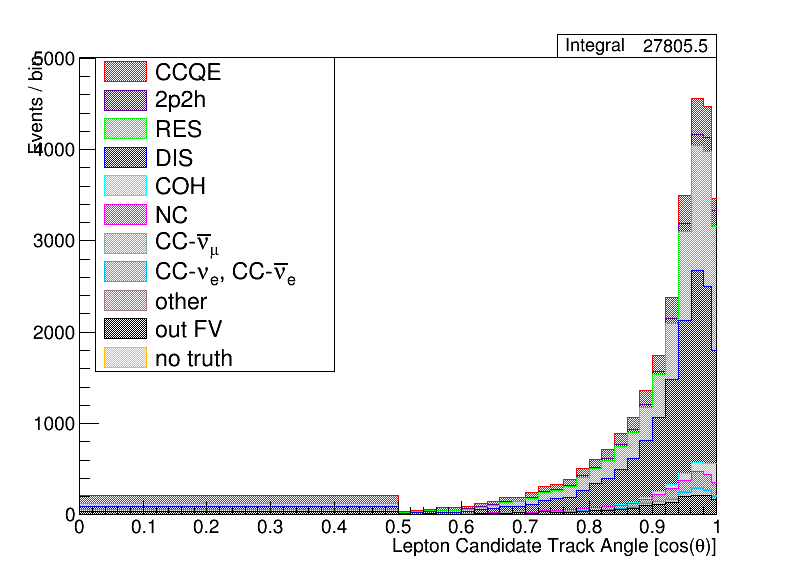 Integral 27805.5
Events / bin
5000
4000
3000
2000
1000
0
CCQE
2p2h
RES
DIS
COH
NC
CC-ν̅μ
CC-νe, CC-ν̅e
other
out FV
no truth
0 0.1 0.2 0.3 0.4 0.5 0.6 0.7 0.8 0.9 1
Lepton Candidate Track Angle [cos(θ)]